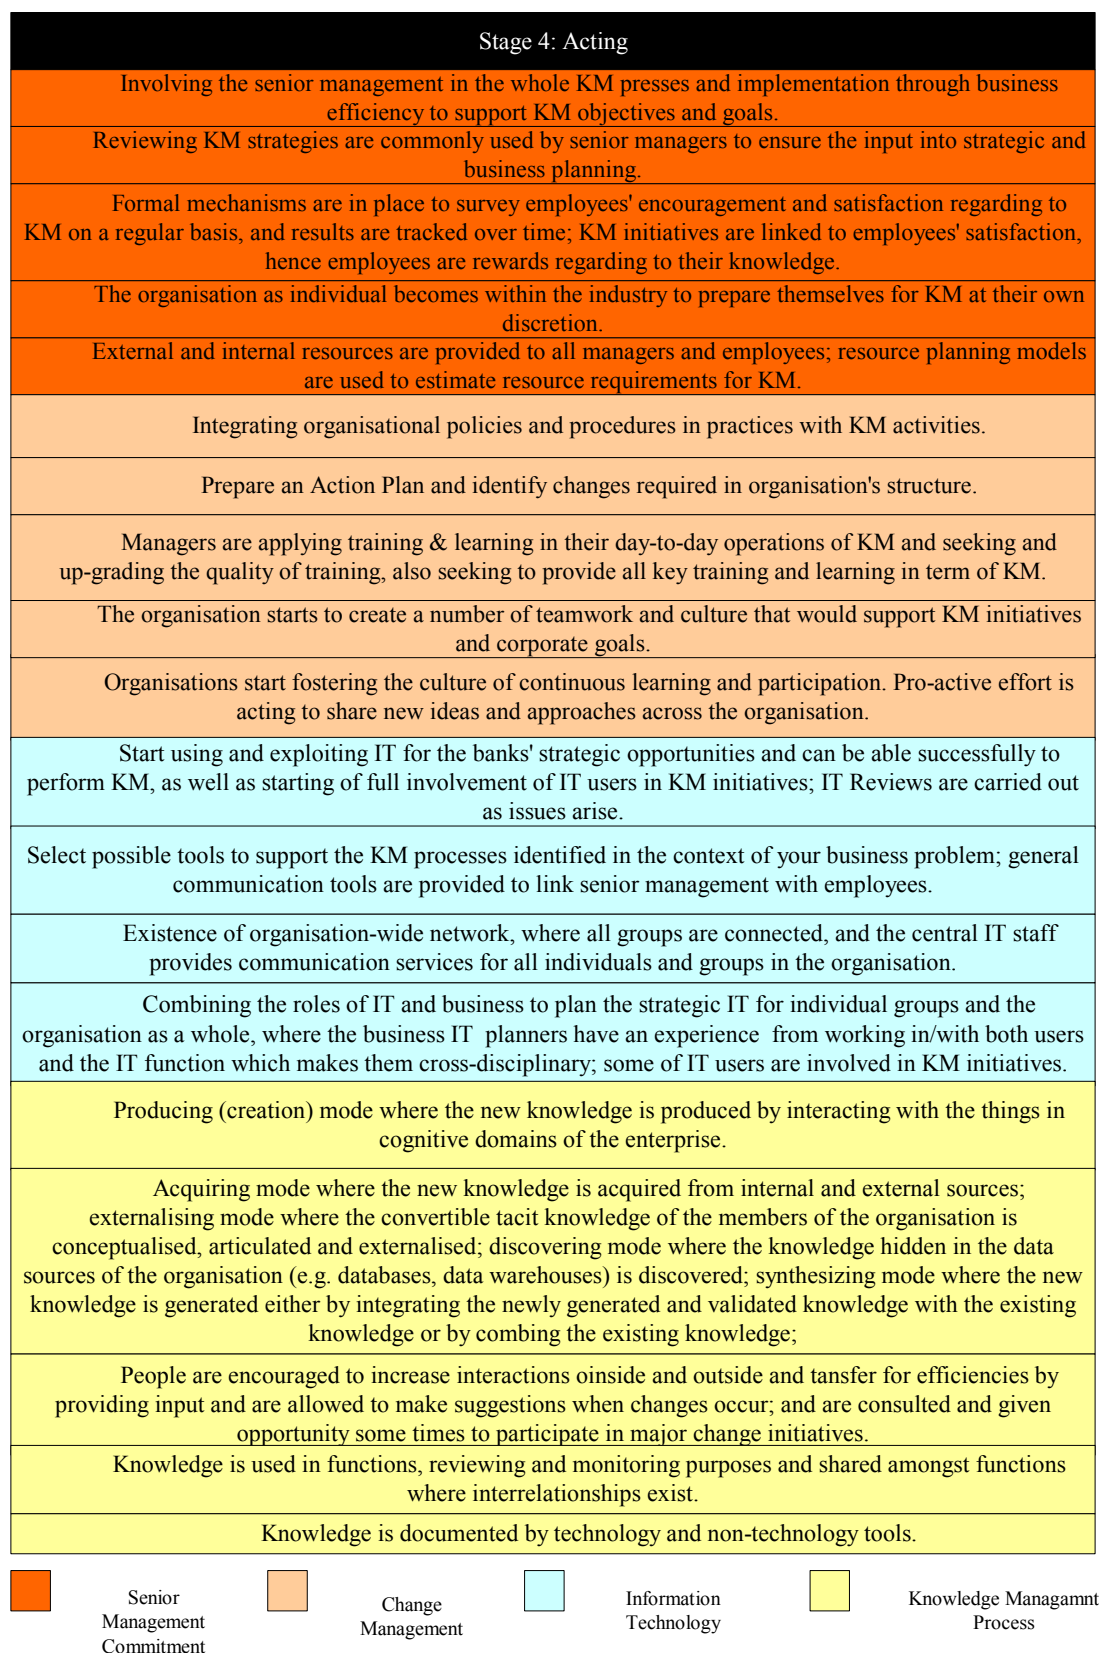 Stage 4: Acting
Involving the senior management in the whole KM presses and implementation through business
efficiency to support KM objectives and goals.
Reviewing KM strategies are commonly used by senior managers to ensure the input into strategic and
business planning.
Formal mechanisms are in place to survey employees' encouragement and satisfaction regarding to
KM on a regular basis, and results are tracked over time; KM initiatives are linked to employees' satisfaction,
hence employees are rewards regarding to their knowledge.
The organisation as individual becomes within the industry to prepare themselves for KM at their own
discretion.
External and internal resources are provided to all managers and employees; resource planning models
are used to estimate resource requirements for KM.
Integrating organisational policies and procedures in practices with KM activities.
Prepare an Action Plan and identify changes required in organisation's structure.
Managers are applying training & learning in their day-to-day operations of KM and seeking and
up-grading the quality of training, also seeking to provide all key training and learning in term of KM.
The organisation starts to create a number of teamwork and culture that would support KM initiatives
and corporate goals.
Organisations start fostering the culture of continuous learning and participation. Pro-active effort is
acting to share new ideas and approaches across the organisation.
Start using and exploiting IT for the banks' strategic opportunities and can be able successfully to
perform KM, as well as starting of full involvement of IT users in KM initiatives; IT Reviews are carried out
as issues arise.
Select possible tools to support the KM processes identified in the context of your business problem; general
communication tools are provided to link senior management with employees.
Existence of organisation-wide network, where all groups are connected, and the central IT staff
provides communication services for all individuals and groups in the organisation.
Combining the roles of IT and business to plan the strategic IT for individual groups and the
organisation as a whole, where the business IT planners have an experience from working in/with both users
and the IT function which makes them cross-disciplinary; some of IT users are involved in KM initiatives.
Producing (creation) mode where the new knowledge is produced by interacting with the things in
cognitive domains of the enterprise.
Acquiring mode where the new knowledge is acquired from internal and external sources;
externalising mode where the convertible tacit knowledge of the members of the organisation is
conceptualised, articulated and externalised; discovering mode where the knowledge hidden in the data
sources of the organisation (e.g. databases, data warehouses) is discovered; synthesizing mode where the new
knowledge is generated either by integrating the newly generated and validated knowledge with the existing
knowledge or by combing the existing knowledge;
People are encouraged to increase interactions oinside and outside and tansfer for efficiencies by
providing input and are allowed to make suggestions when changes occur; and are consulted and given
opportunity some times to participate in major change initiatives.
Knowledge is used in functions, reviewing and monitoring purposes and shared amongst functions
where interrelationships exist.
Knowledge is documented by technology and non-technology tools.
Senior
Management
Commitment
Change
Management
Information
Technology
Knowledge Managamnt
Process